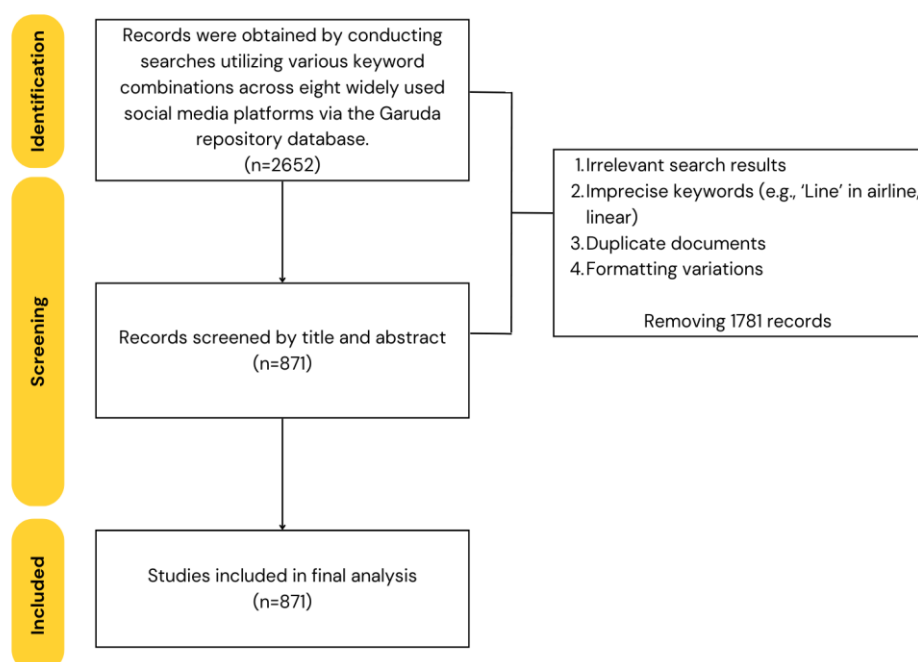 Identification
Records were obtained by conducting
searches utilizing various keyword
combinations across eight widely used
social media platforms via the Garuda
repository database.
(n=2652)
1.Irrelevant search results
2.Imprecise keywords (e.g., ‘Line’ in airline,
linear)
3.Duplicate documents
4.Formatting variations
Removing 1781 records
Screening
Records screened by title and abstract
(n=871)
Included
Studies included in final analysis
(n=871)